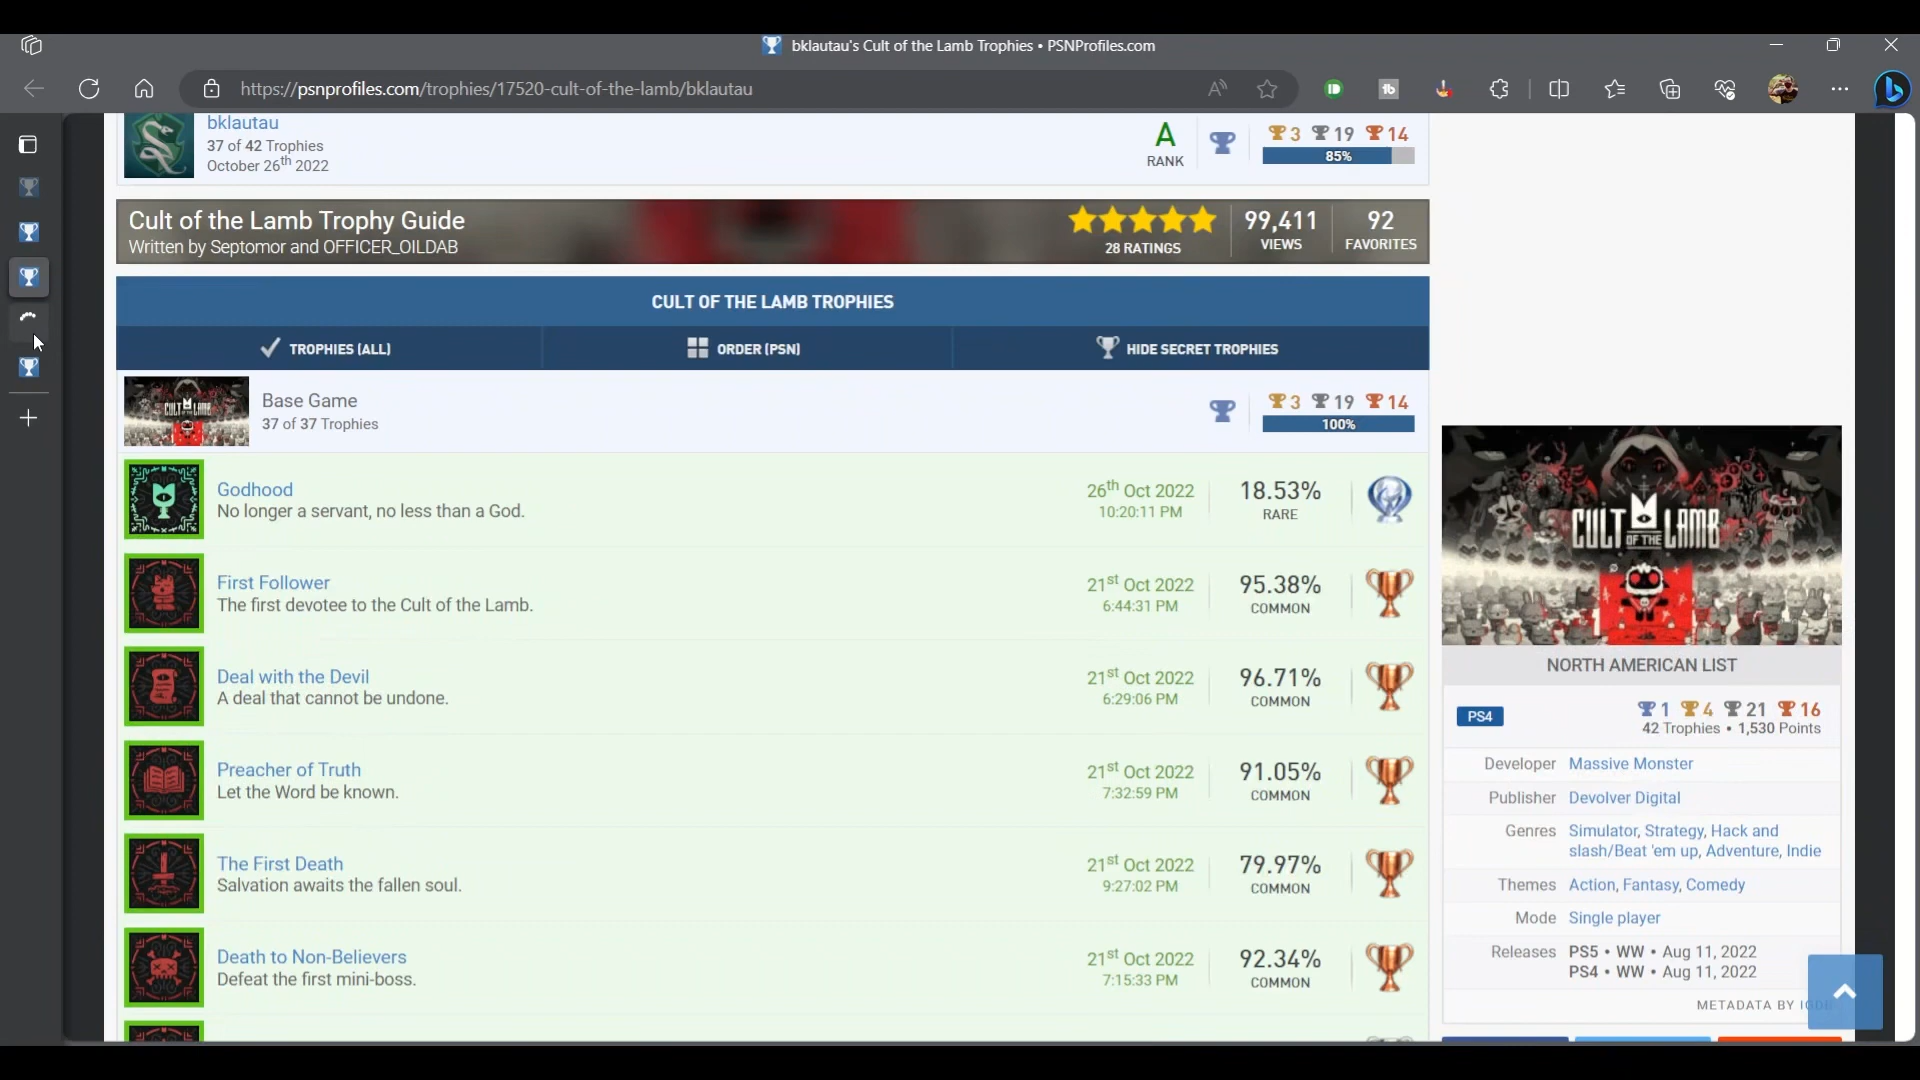 bklautau's Cult of the Lamb Trophies • PSNProfiles.com
https://psnprofiles.com/trophies/17520-cult-of-the-lamb/bklautau
bklautau
37 of 42 Trophies
October 26th 2022
A
RANK
3 19 14
85%
Cult of the Lamb Trophy Guide
Written by Septomor and OFFICER_OILDAB
28 RATINGS
99,411
VIEWS
92
FAVORITES
CULT OF THE LAMB TROPHIES
TROPHIES (ALL)
ORDER (PSN)
HIDE SECRET TROPHIES
CULT OF THE LAMB
Base Game
37 of 37 Trophies
3 19 14
100%
Godhood
No longer a servant, no less than a God.
26th Oct 2022
10:20:11 PM
18.53%
RARE
First Follower
The first devotee to the Cult of the Lamb.
21st Oct 2022
6:44:31 PM
95.38%
COMMON
Deal with the Devil
A deal that cannot be undone.
21st Oct 2022
6:29:06 PM
96.71%
COMMON
Preacher of Truth
Let the Word be known.
21st Oct 2022
7:32:59 PM
91.05%
COMMON
The First Death
Salvation awaits the fallen soul.
21st Oct 2022
9:27:02 PM
79.97%
COMMON
Death to Non-Believers
Defeat the first mini-boss.
21st Oct 2022
7:15:33 PM
92.34%
COMMON
CULT OF THE LAMB
NORTH AMERICAN LIST
PS4
1 4 21 16
42 Trophies • 1,530 Points
Developer Massive Monster
Publisher Devolver Digital
Genres Simulator, Strategy, Hack and
slash/Beat 'em up, Adventure, Indie
Themes Action, Fantasy, Comedy
Mode Single player
Releases PS5 • WW • Aug 11, 2022
PS4 • WW • Aug 11, 2022
METADATA BY IGDB